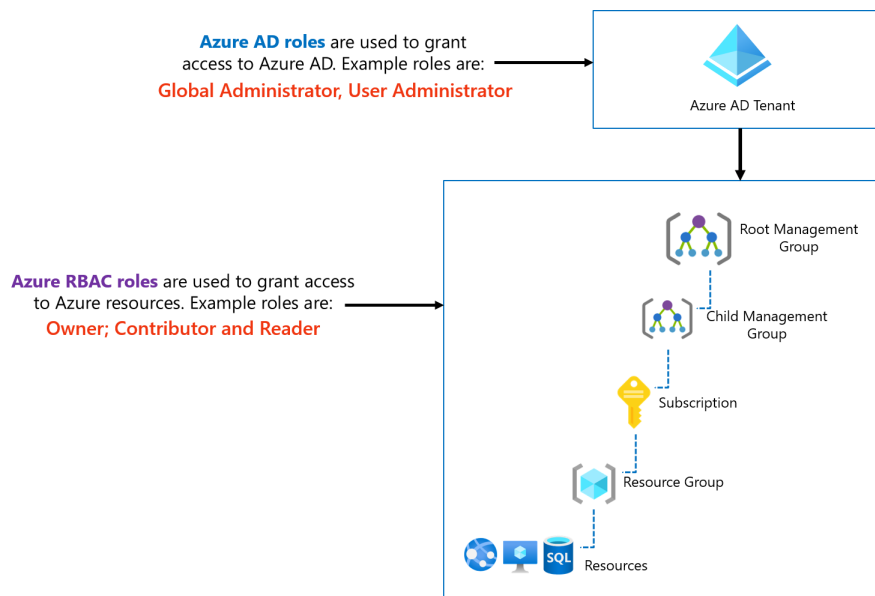 Azure AD roles are used to grant
access to Azure AD. Example roles are:
Global Administrator, User Administrator
Azure AD Tenant
Root Management
Group
Azure RBAC roles are used to grant access
to Azure resources. Example roles are:
Owner; Contributor and Reader
Child Management
Group
Subscription
Resource Group
SQL
Resources